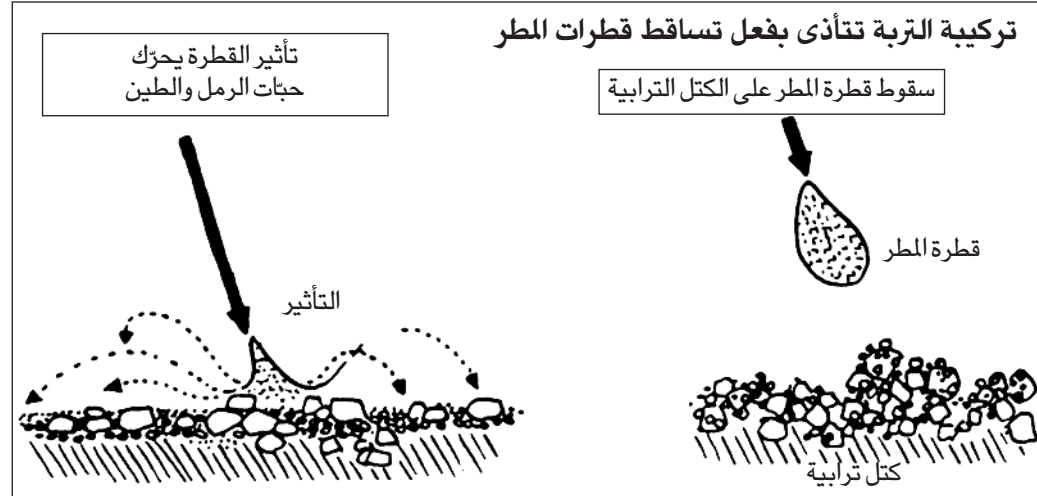 تركيبة التربة تتأذى بفعل تساقط قطرات المطر
سقوط قطرة المطر على الكتل الترابية
قطرة المطر
كتل ترابية
تأثير القطرة يحرّك
حبّات الرمل والطين
التأثير